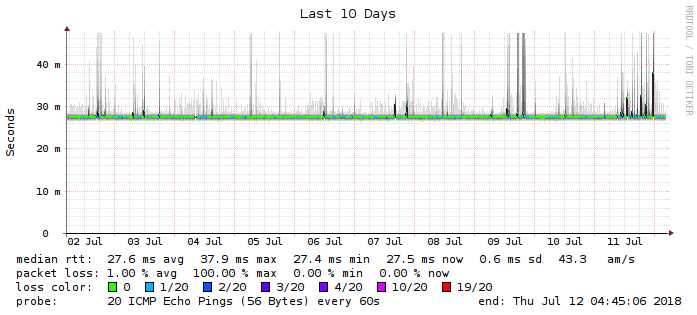 Last 10 Days
RRDTOOL / TOBI OETIKER
Seconds
40 m
30 m
20 m
10 m
0
02 Jul 03 Jul 04 Jul 05 Jul 06 Jul 07 Jul 08 Jul 09 Jul 10 Jul 11 Jul
median rtt: 27.6 ms avg 37.9 ms max 27.4 ms min 27.5 ms now 0.6 ms sd 43.3 am/s
packet loss: 1.00 % avg 100.00 % max 0.00 % min 0.00 % now
loss color: 0 1/20 2/20 3/20 4/20 10/20 19/20
probe: 20 ICMP Echo Pings (56 Bytes) every 60s end: Thu Jul 12 04:45:06 2018